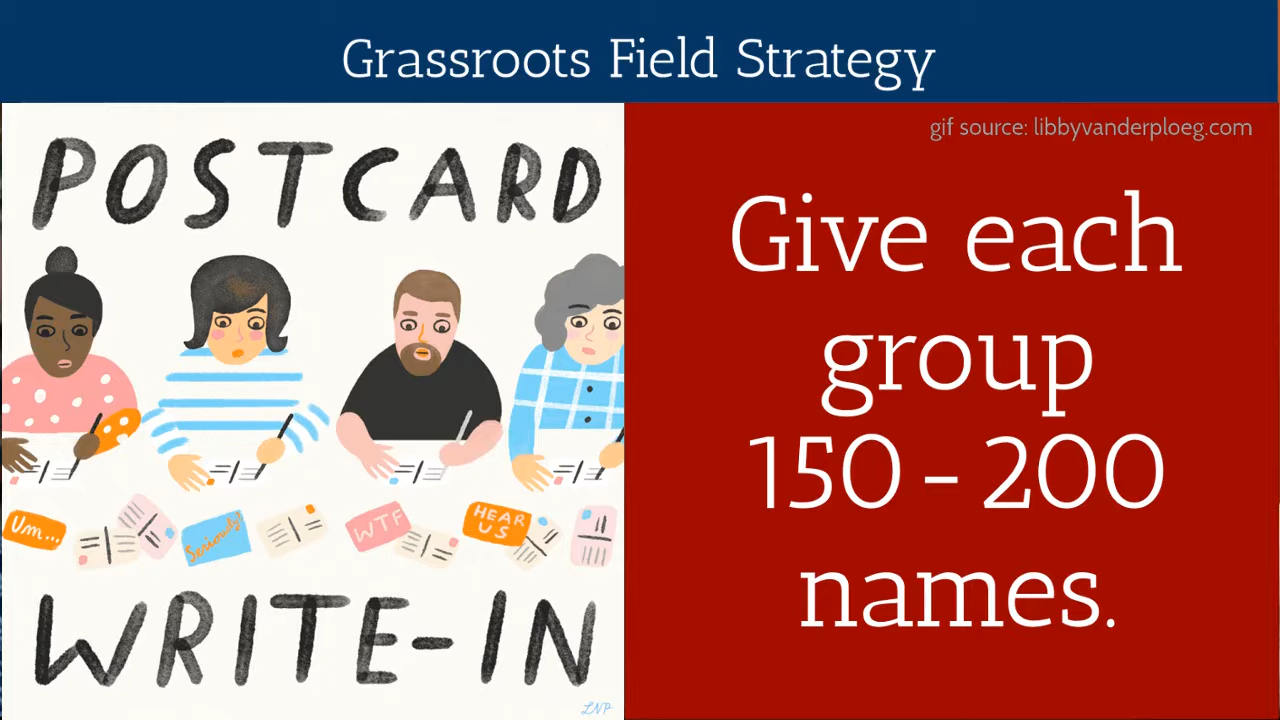 Grassroots Field Strategy
POSTCARD
Um...
Seriously!
WTF
HEAR
US
WRITE-IN
LNP
gif source: libbyvanderploeg.com
Give each
group
150 - 200
names.